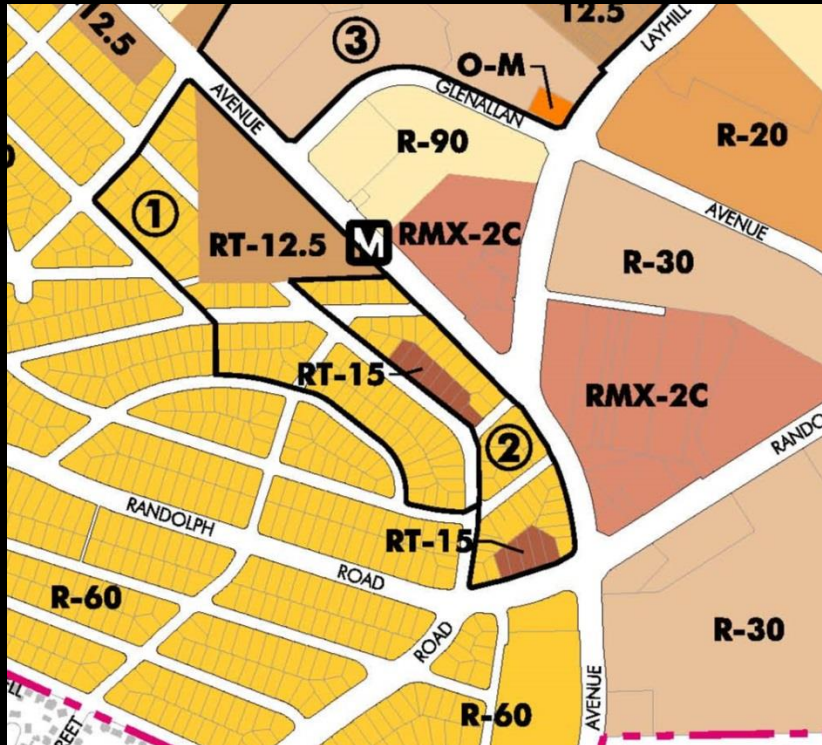 12.5
12.5
③
LAYHILL
O-M
AVENUE
GLENALLAN
R-90
R-20
①
AVENUE
RT-12.5
M
RMX-2C
R-30
RT-15
RMX-2C
②
RANDO
RANDOLPH
RT-15
ROAD
R-60
R-30
ROAD
AVENUE
R-60